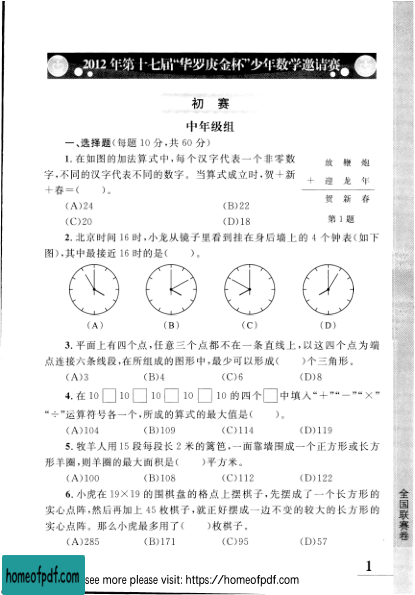 2012年第十七届“华罗庚金杯”少年数学邀请赛
初 赛
中年级组
一、选择题(每题10分,共60分)
1. 在如图的加法算式中,每个汉字代表一个非零数
字,不同的汉字代表不同的数字。当算式成立时,贺+新
+春=( )。
放 鞭 炮
+ 迎 龙 年
贺 新 春
第1题
(A)24 (B)22
(C)20 (D)18
2. 北京时间16时,小龙从镜子里看到挂在身后墙上的4个钟表(如下
图),其中最接近16时的是( )。
(A) (B) (C) (D)
3. 平面上有四个点,任意三个点都不在一条直线上,以这四个点为端
点连接六条线段,在所组成的图形中,最少可以形成( )个三角形。
(A)3 (B)4 (C)6 (D)8
4. 在10□10□10□10□10的四个□中填入“+”“-”“×”
“÷”运算符号各一个,所成的算式的最大值是( )。
(A)104 (B)109 (C)114 (D)119
5. 牧羊人用15段每段长2米的篱笆,一面靠墙围成一个正方形或长方
形羊圈,则羊圈的最大面积是( )平方米。
(A)100 (B)108 (C)112 (D)122
6. 小虎在19×19的围棋盘的格点上摆棋子,先摆成了一个长方形的
实心点阵,然后再加上45枚棋子,就正好摆成一边不变的较大的长方形的
实心点阵。那么小虎最多用了( )枚棋子。
(A)285 (B)171 (C)95 (D)57
全国联赛卷
1
homeofpdf.com
see more please visit: https://homeofpdf.com